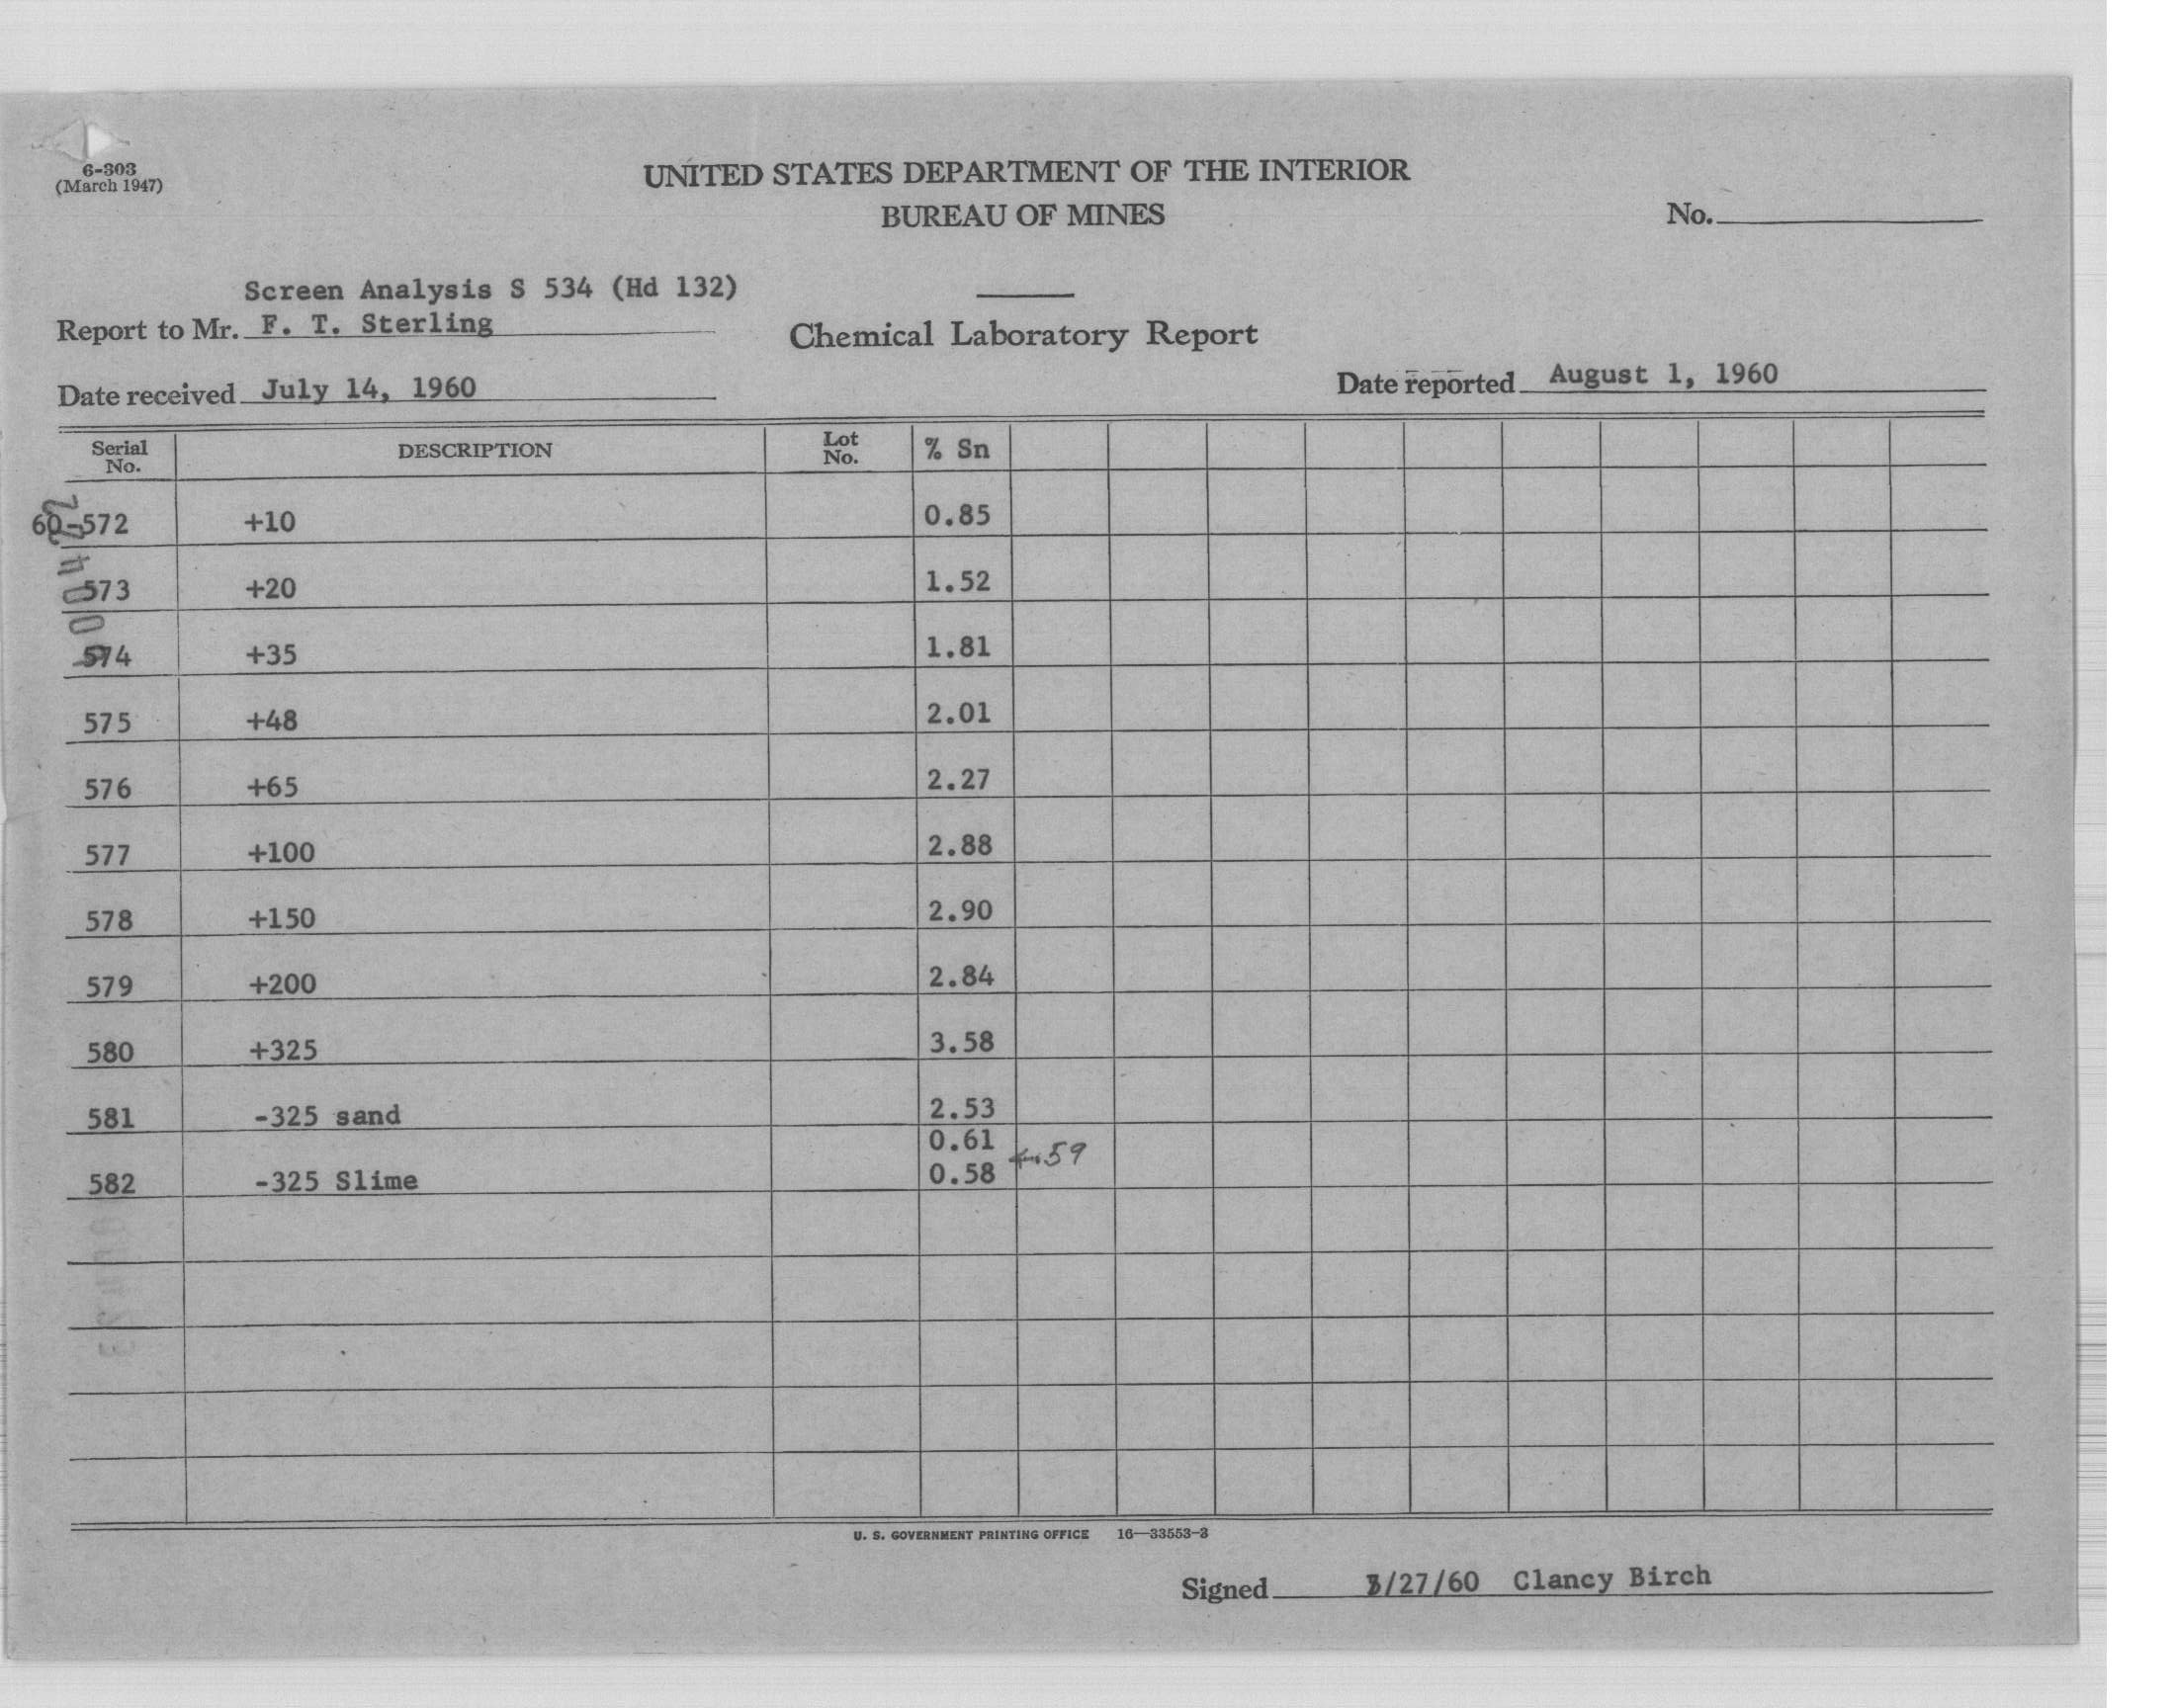 6-303
(March 1947)
UNITED STATES DEPARTMENT OF THE INTERIOR
BUREAU OF MINES
No.
Screen Analysis S 534 (Hd 132)
Report to Mr. F. T. Sterling
Chemical Laboratory Report
Date received July 14, 1960
Date reported August 1, 1960
Serial No. DESCRIPTION Lot No. % Sn
60-572 +10 0.85
573 +20 1.52
574 +35 1.81
575 +48 2.01
576 +65 2.27
577 +100 2.88
578 +150 2.90
579 +200 2.84
580 +325 3.58
581 -325 sand 2.53
0.61
.59
582 -325 Slime 0.58
U. S. GOVERNMENT PRINTING OFFICE 16—33553-3
Signed /27/60 Clancy Birch